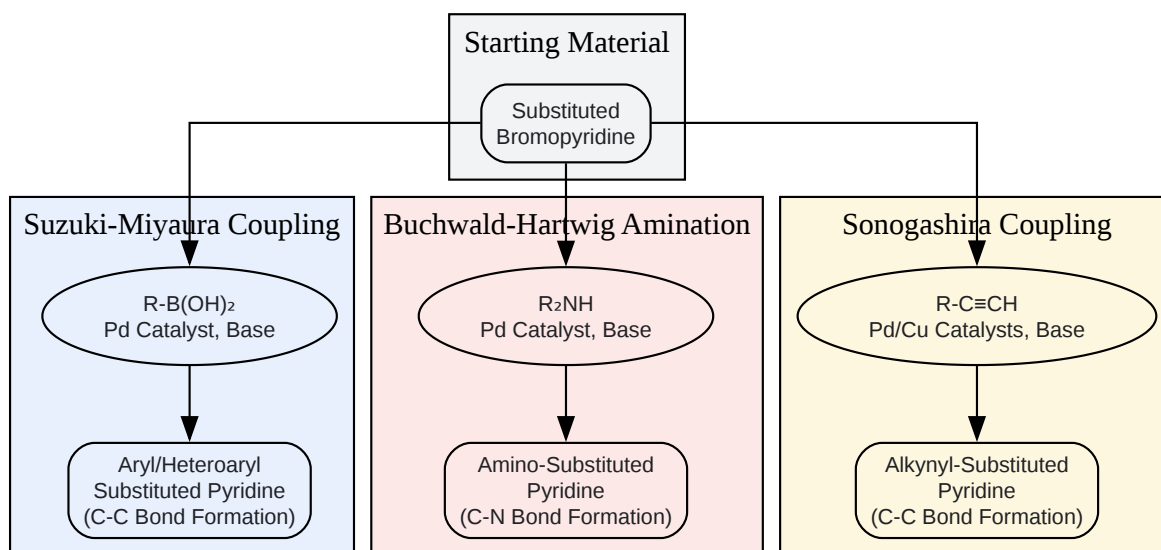 Starting Material
Substituted
Bromopyridine
Suzuki-Miyaura Coupling
R-B(OH)₂
Pd Catalyst, Base
Aryl/Heteroaryl
Substituted Pyridine
(C-C Bond Formation)
Buchwald-Hartwig Amination
R₂NH
Pd Catalyst, Base
Amino-Substituted
Pyridine
(C-N Bond Formation)
Sonogashira Coupling
R-C≡CH
Pd/Cu Catalysts, Base
Alkynyl-Substituted
Pyridine
(C-C Bond Formation)